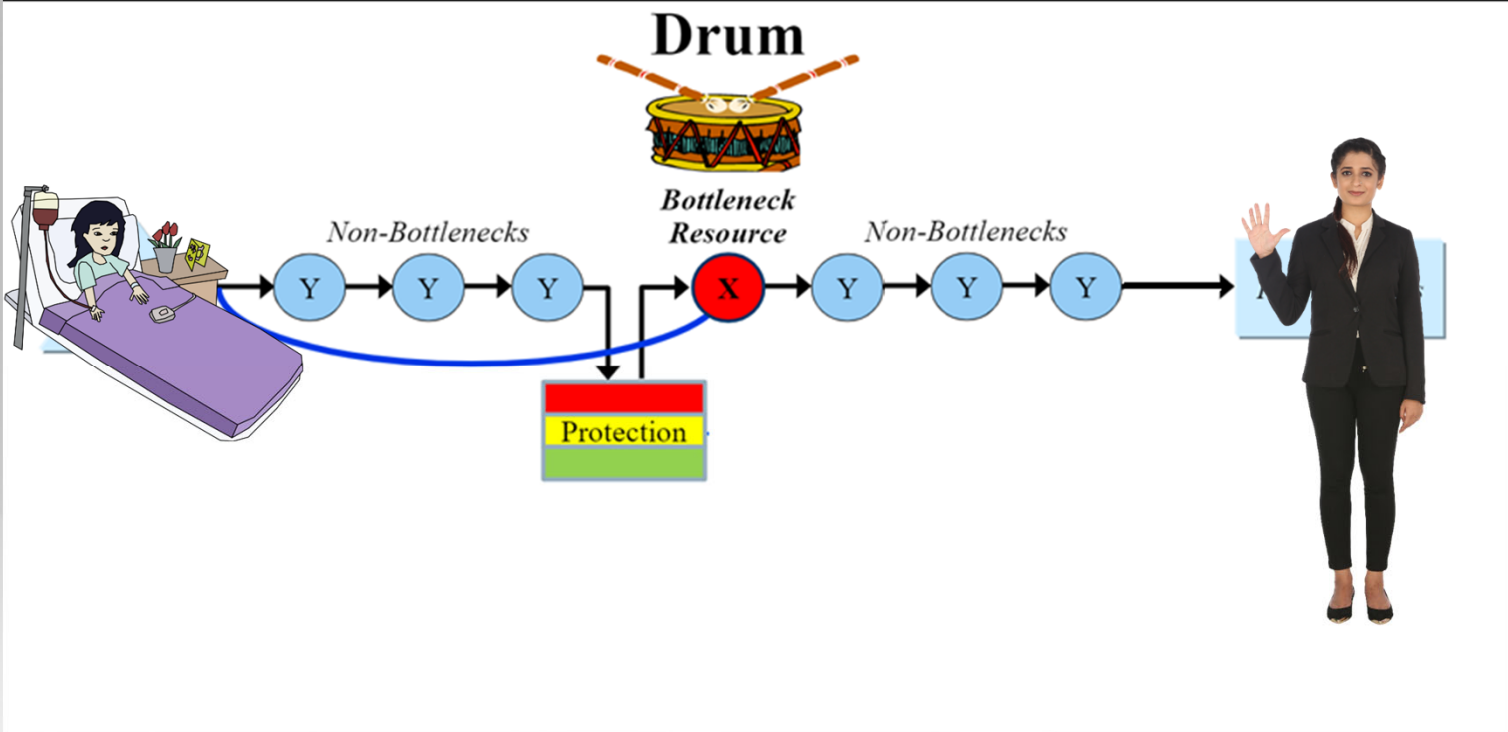 Drum
Bottleneck
Resource
Non-Bottlenecks
Non-Bottlenecks
Y
Y
Y
X
Y
Y
Y
Protection